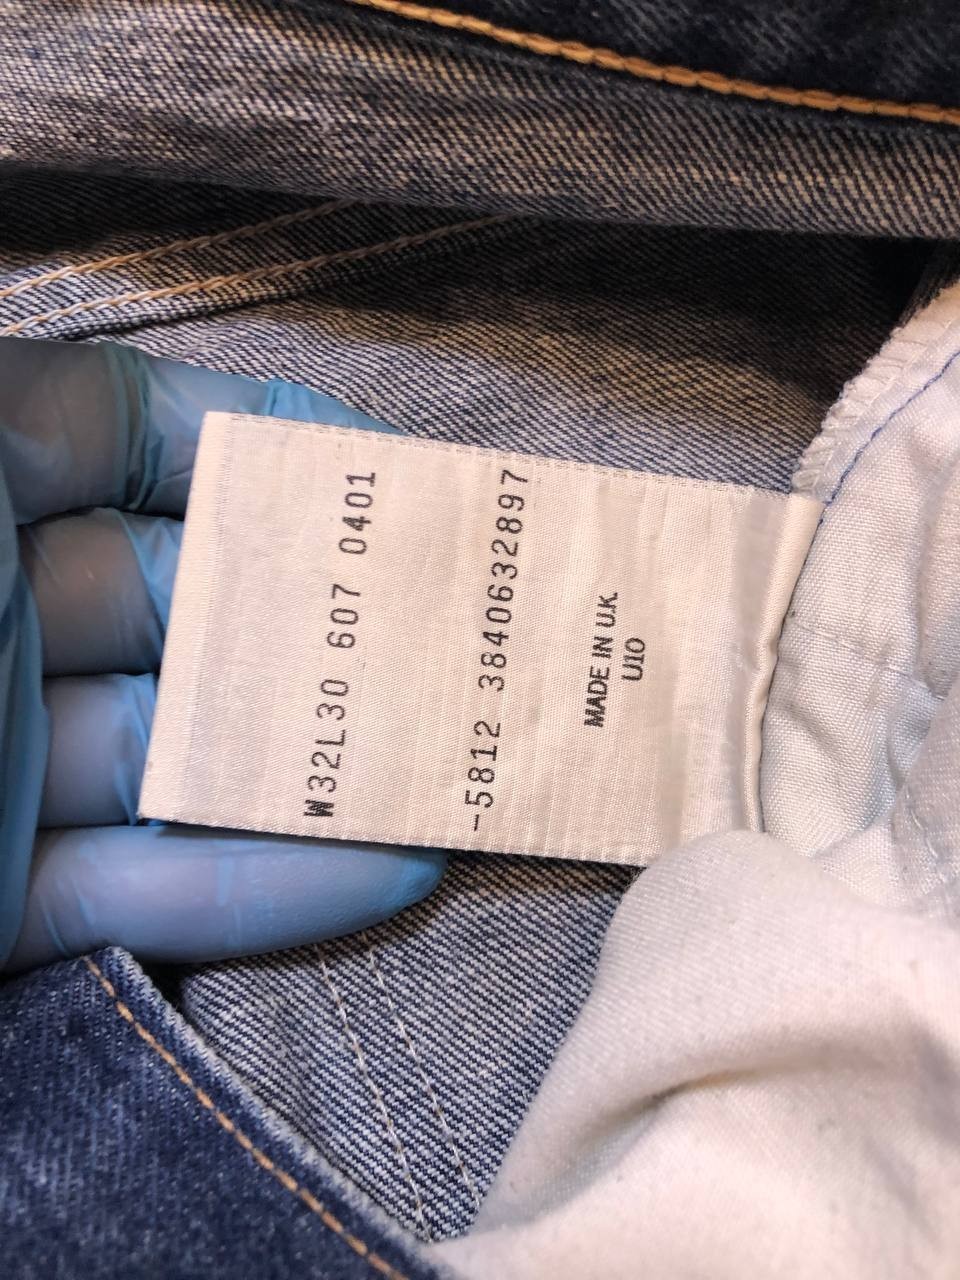 W32L30 607 0401
-5812 3840632897
MADE IN U.K.
U10